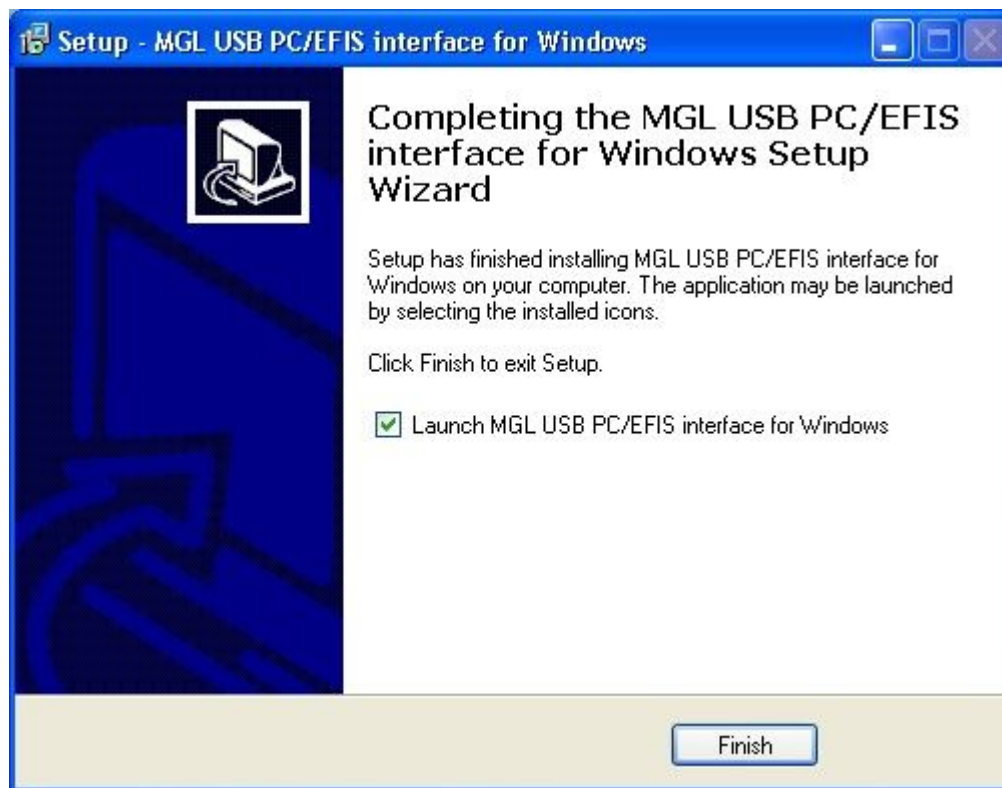 Setup - MGL USB PC/EFIS interface for Windows
Completing the MGL USB PC/EFIS
interface for Windows Setup
Wizard
Setup has finished installing MGL USB PC/EFIS interface for
Windows on your computer. The application may be launched
by selecting the installed icons.
Click Finish to exit Setup.
Launch MGL USB PC/EFIS interface for Windows
Finish